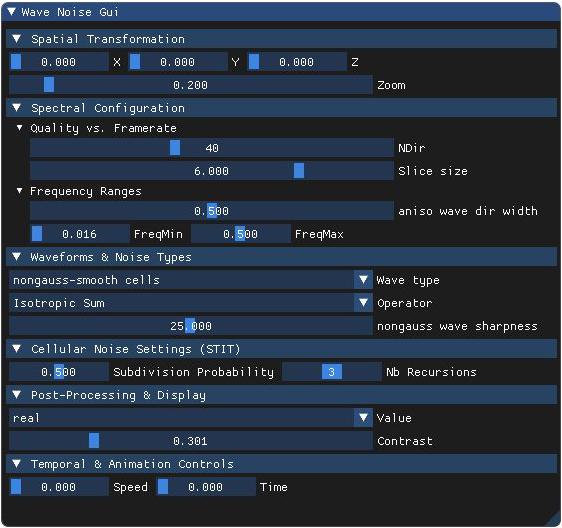 Wave Noise Gui
Spatial Transformation
0.000 X 0.000 Y 0.000 Z
0.200 Zoom
Spectral Configuration
Quality vs. Framerate
40 NDir
6.000 Slice size
Frequency Ranges
0.500 aniso wave dir width
0.016 FreqMin 0.500 FreqMax
Waveforms & Noise Types
nongauss-smooth cells Wave type
Isotropic Sum Operator
25.000 nongauss wave sharpness
Cellular Noise Settings (STIT)
0.500 Subdivision Probability 3 Nb Recursions
Post-Processing & Display
real Value
0.301 Contrast
Temporal & Animation Controls
0.000 Speed 0.000 Time